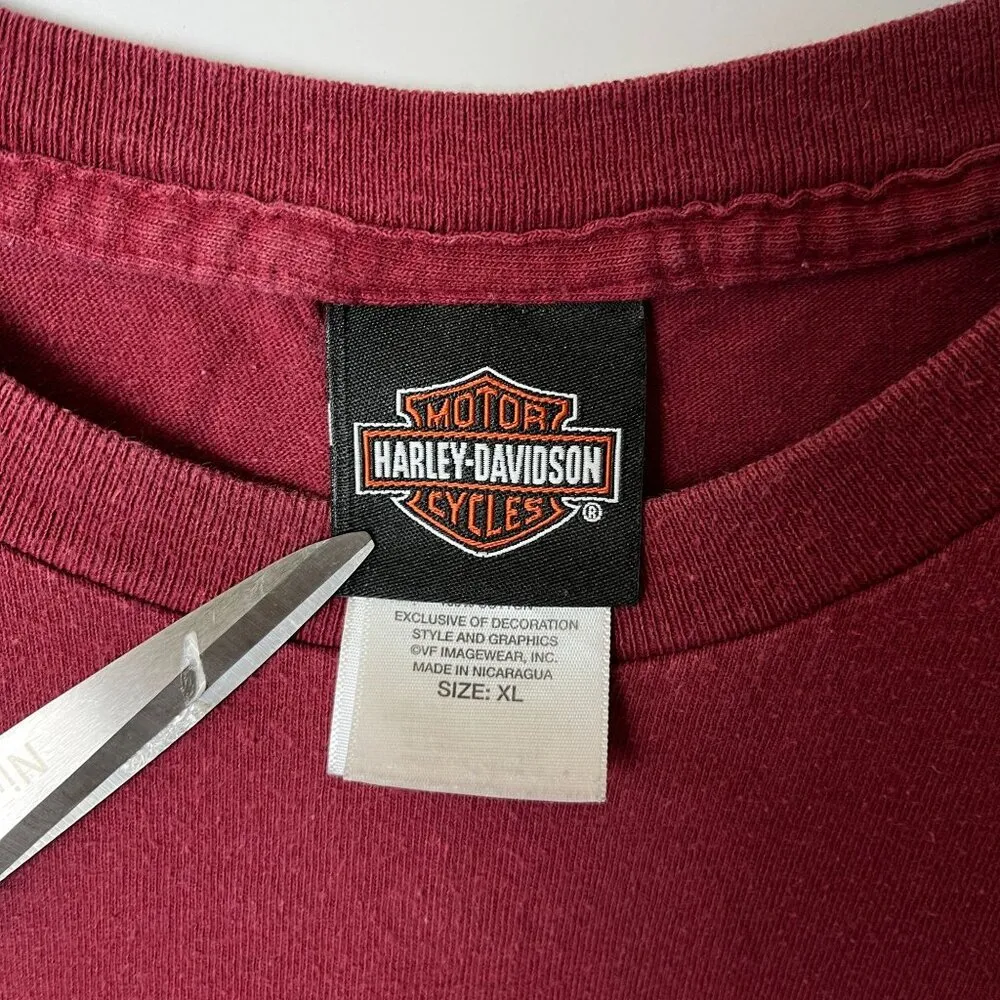 MOTOR
HARLEY-DAVIDSON
CYCLES
®
EXCLUSIVE OF DECORATION
STYLE AND GRAPHICS
©VF IMAGEWEAR, INC.
MADE IN NICARAGUA
SIZE: XL